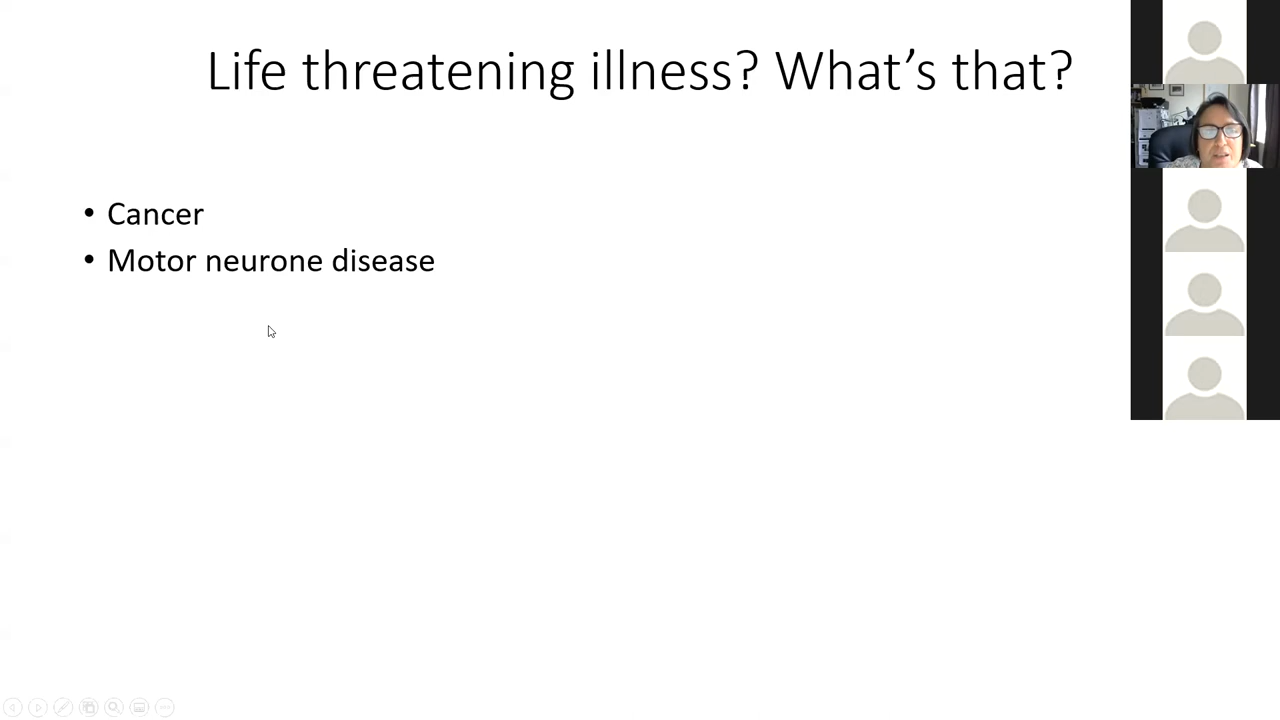 Life threatening illness? What's that?
• Cancer
• Motor neurone disease